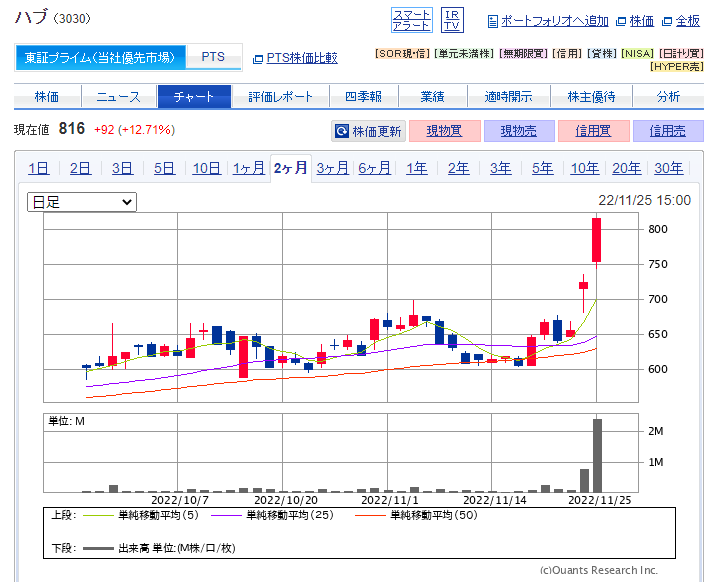 ハブ（3030）
スマート
アラート
IR
TV
ポートフォリオへ追加 株価 全板
東証プライム（当社優先市場） PTS PTS株価比較
[SOR現・信] [単元未満株] [無期限買] [信用] [貸株] [NISA] [日計り買]
[HYPER売]
株価 ニュース チャート 評価レポート 四季報 業績 適時開示 株主優待 分析
現在値 816 +92 (+12.71%) 株価更新 現物買 現物売 信用買 信用売
1日 2日 3日 5日 10日 1ヶ月 2ヶ月 3ヶ月 6ヶ月 1年 2年 3年 5年 10年 20年 30年
日足 22/11/25 15:00
800
750
700
650
600
単位: M
2M
1M
2022/10/7 2022/10/20 2022/11/1 2022/11/14 2022/11/25
上段： 単純移動平均(5) 単純移動平均(25) 単純移動平均(50)
下段： 出来高 単位:(M株/口/枚)
(c)Quants Research Inc.